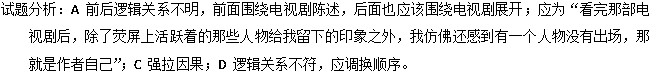 试题分析：A 前后逻辑关系不明，前面围绕电视剧陈述，后面也应该围绕电视剧展开；应为“看完那部电
视剧后，除了荧屏上活跃着的那些人物给我留下的印象之外，我仿佛还感到有一个人物没有出场，那
就是作者自己”；C 强拉因果；D 逻辑关系不符，应调换顺序。